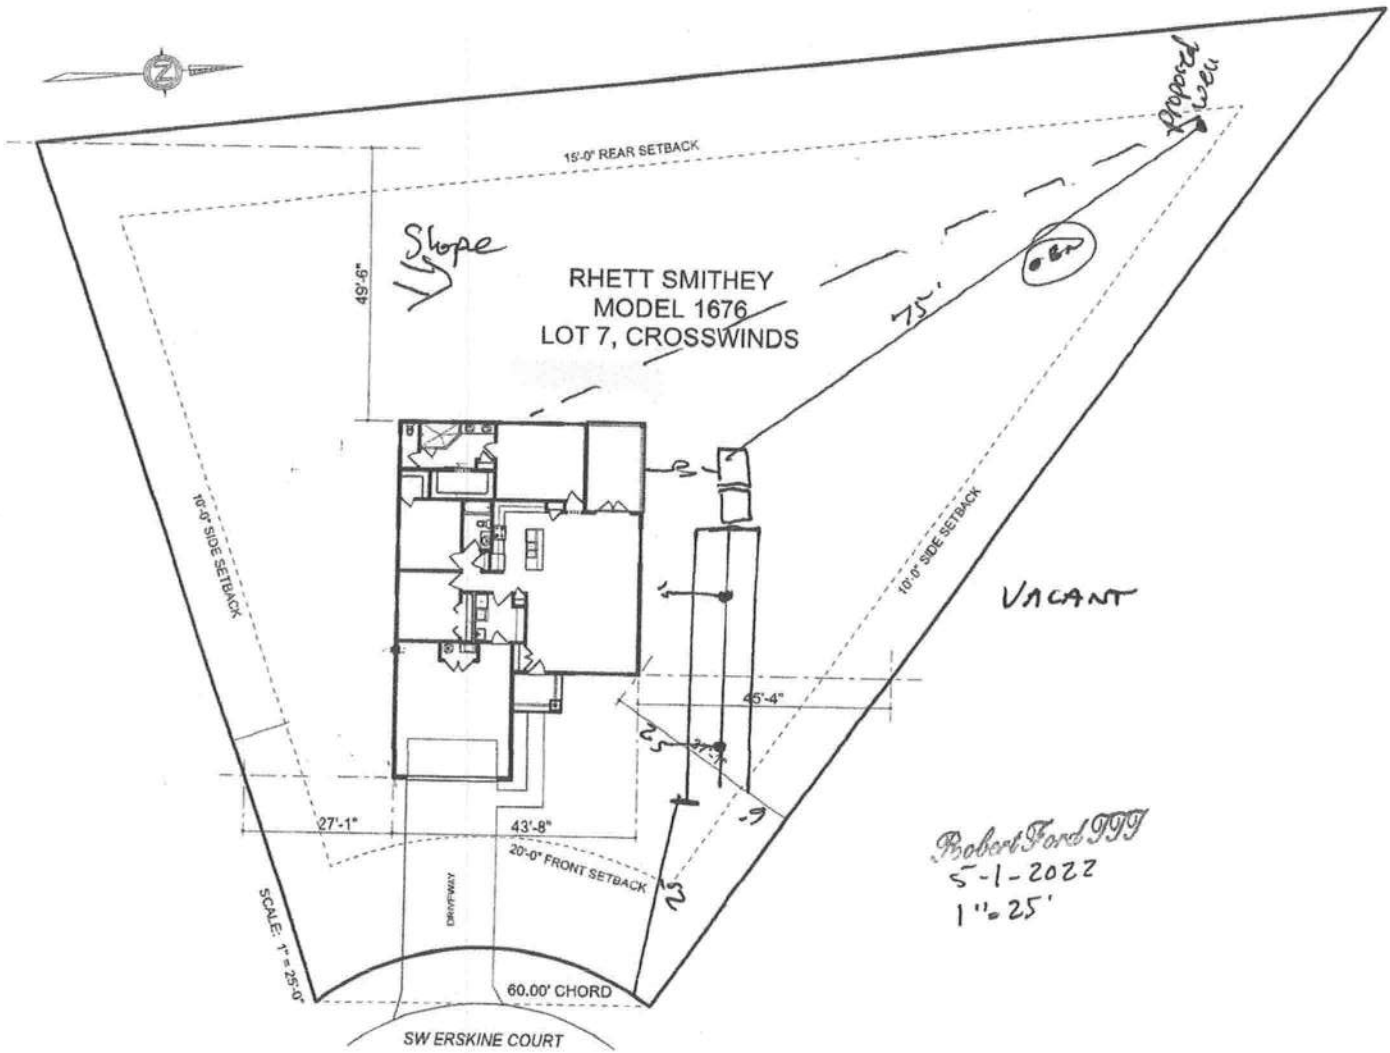 N
Proposed
well
15'-0" REAR SETBACK
Slope
49'-6"
RHETT SMITHEY
MODEL 1676
LOT 7, CROSSWINDS
75'
BM
10'-0" SIDE SETBACK
10'-0" SIDE SETBACK
VACANT
45'-4"
25
27'-1"
43'-8"
20'-0" FRONT SETBACK
25
DRIVEWAY
SCALE: 1" = 25'-0"
Robert Ford III
5-1-2022
1"=25'
60.00' CHORD
SW ERSKINE COURT